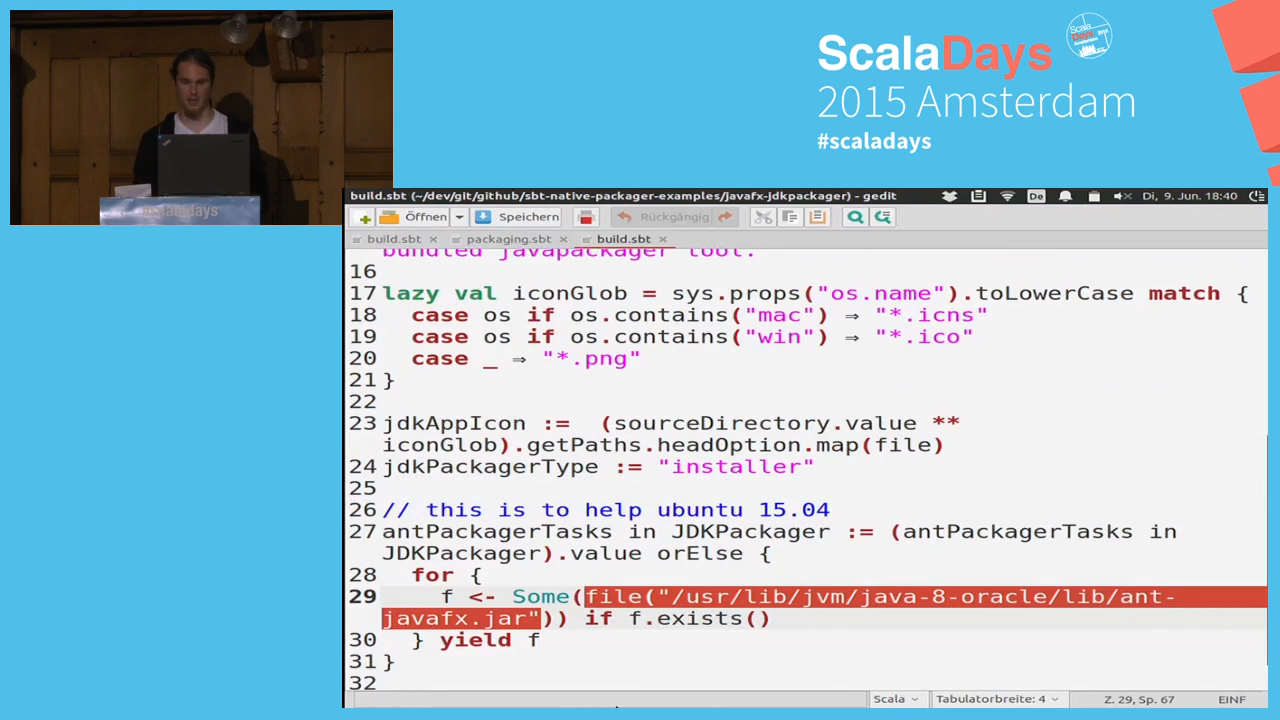 ScalaDays
2015 Amsterdam
#scaladays
#scaladays
build.sbt (~/dev/git/github/sbt-native-packager-examples/javafx-jdkpackager) - gedit
De
Di, 9. Jun. 18:40
Öffnen
Speichern
Rückgängig
build.sbt ×
packaging.sbt ×
build.sbt ×
bundled javapackager tool.
16
17 lazy val iconGlob = sys.props("os.name").toLowerCase match {
18   case os if os.contains("mac") ⇒ "*.icns"
19   case os if os.contains("win") ⇒ "*.ico"
20   case _ ⇒ "*.png"
21 }
22
23 jdkAppIcon :=  (sourceDirectory.value **
iconGlob).getPaths.headOption.map(file)
24 jdkPackagerType := "installer"
25
26 // this is to help ubuntu 15.04
27 antPackagerTasks in JDKPackager := (antPackagerTasks in
JDKPackager).value orElse {
28   for {
29     f <- Some(file("/usr/lib/jvm/java-8-oracle/lib/ant-
javafx.jar")) if f.exists()
30   } yield f
31 }
32
Scala
Tabulatorbreite: 4
Z. 29, Sp. 67
EINF